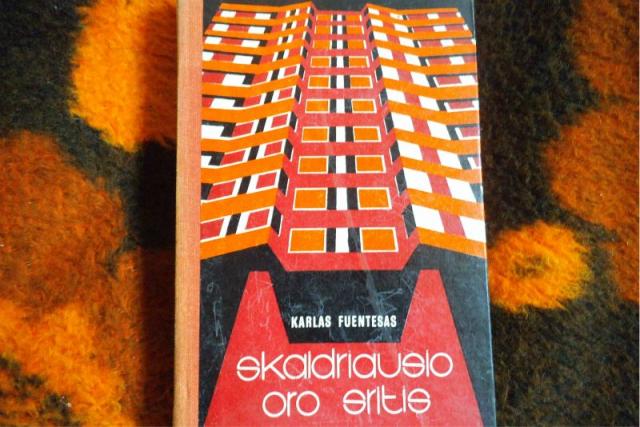 KARLAS FUENTESAS
skaidriausio
oro sritis